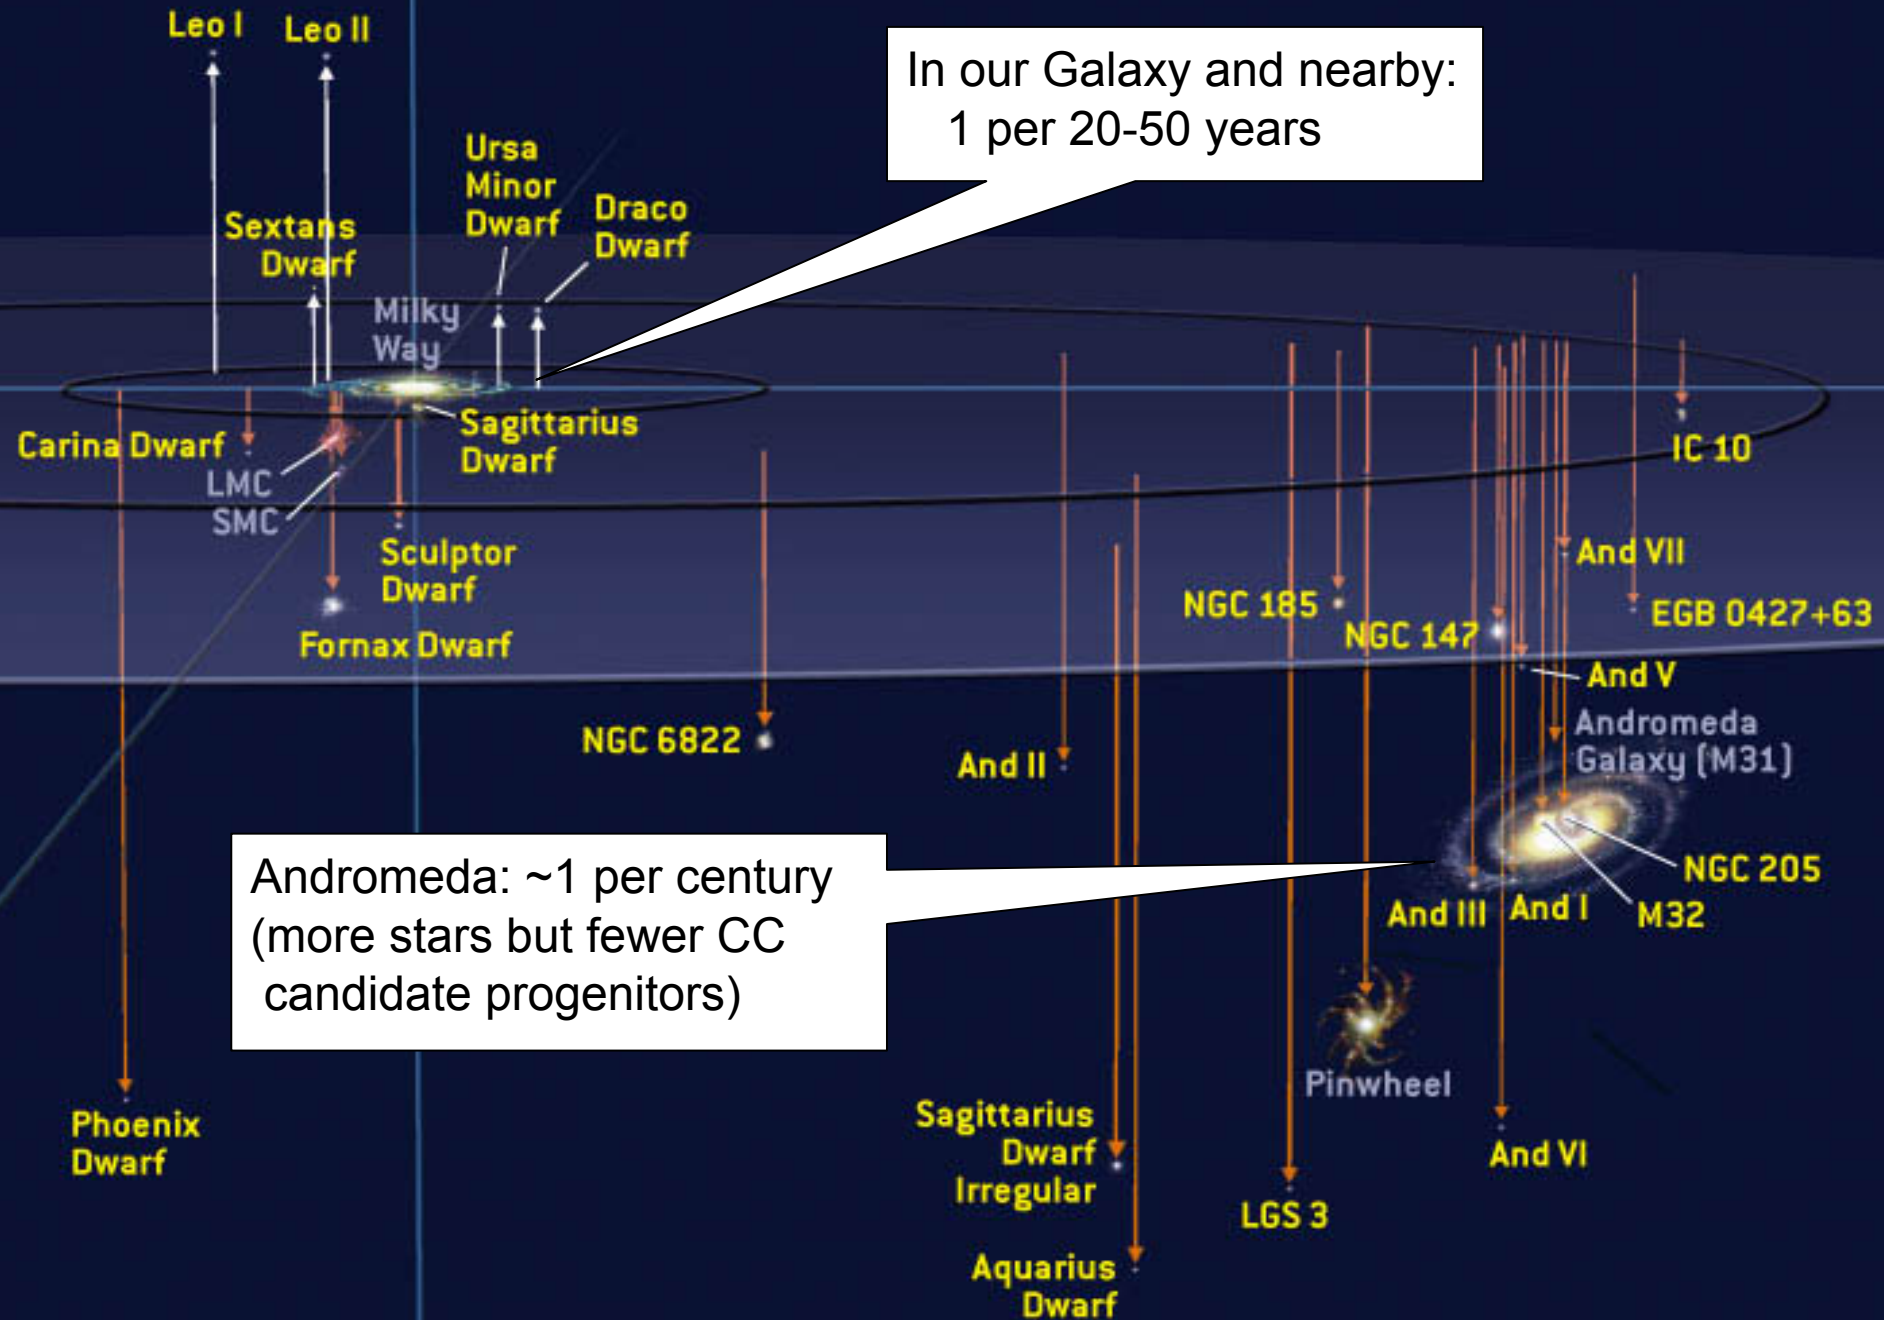 Leo I
Leo II
In our Galaxy and nearby:
1 per 20-50 years
Ursa
Minor
Dwarf
Draco
Dwarf
Sextans
Dwarf
Milky
Way
Sagittarius
Dwarf
Carina Dwarf
LMC
SMC
Sculptor
Dwarf
Fornax Dwarf
IC 10
And VII
NGC 185
EGB 0427+63
NGC 147
And V
NGC 6822
And II
Andromeda
Galaxy (M31)
Andromeda: ~1 per century
(more stars but fewer CC
candidate progenitors)
NGC 205
And III
And I
M32
Pinwheel
Phoenix
Dwarf
Sagittarius
Dwarf
Irregular
And VI
LGS 3
Aquarius
Dwarf